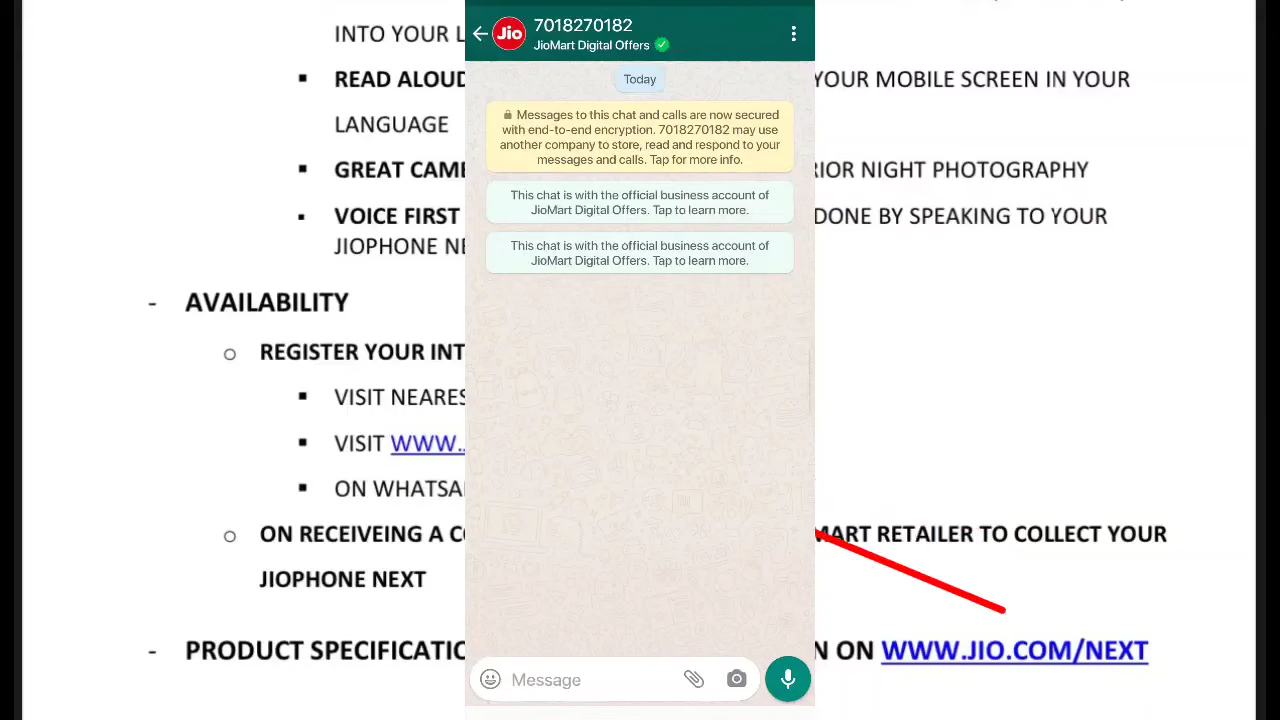 INTO YOUR L
READ ALOUD
YOUR MOBILE SCREEN IN YOUR
LANGUAGE
GREAT CAME
RIOR NIGHT PHOTOGRAPHY
VOICE FIRST
DONE BY SPEAKING TO YOUR
JIOPHONE NE
- AVAILABILITY
REGISTER YOUR INT
VISIT NEARES
VISIT WWW.
ON WHATSA
ON RECEIVEING A CO
MART RETAILER TO COLLECT YOUR
JIOPHONE NEXT
- PRODUCT SPECIFICATIO
N ON WWW.JIO.COM/NEXT
Jio
7018270182
JioMart Digital Offers
Today
Messages to this chat and calls are now secured
with end-to-end encryption. 7018270182 may use
another company to store, read and respond to your
messages and calls. Tap for more info.
This chat is with the official business account of
JioMart Digital Offers. Tap to learn more.
This chat is with the official business account of
JioMart Digital Offers. Tap to learn more.
Message